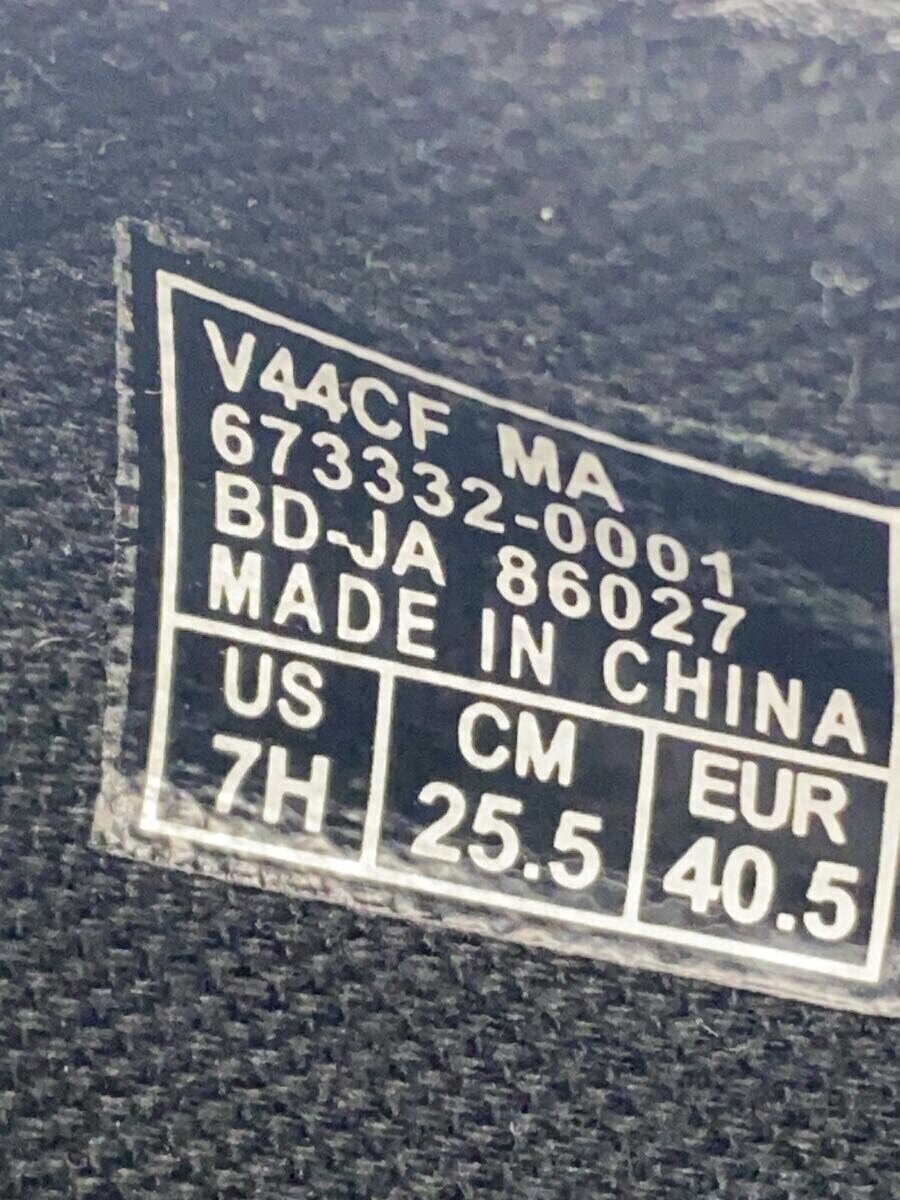 V44CF MA
673332-0001
BD-JA 86027
MADE IN CHINA
US CM EUR
7H 25.5 40.5